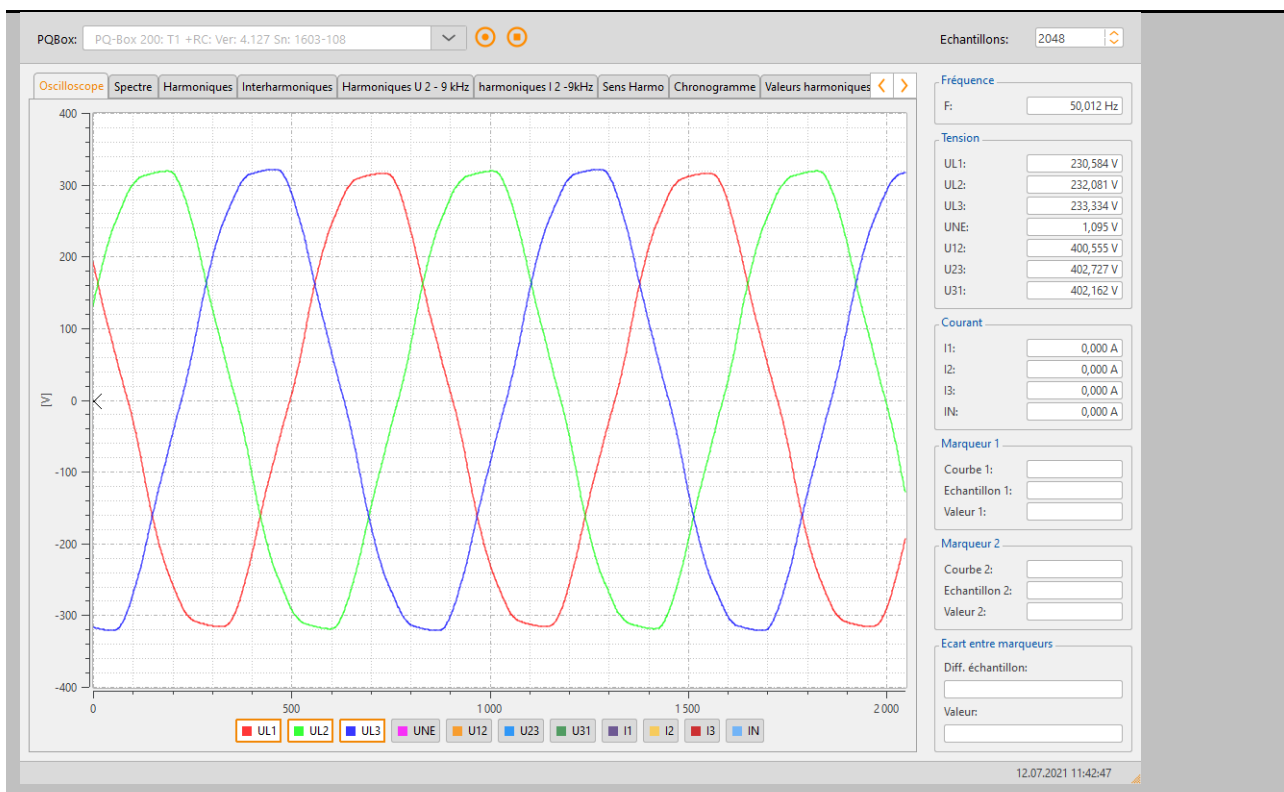 PQBox: PQ-Box 200: T1 +RC: Ver: 4.127 Sn: 1603-108
Echantillons: 2048
Oscilloscope Spectre Harmoniques Interharmoniques Harmoniques U 2 - 9 kHz harmoniques I 2 -9kHz Sens Harmo Chronogramme Valeurs harmoniques
400
300
200
100
0
-100
-200
-300
-400
[V]
0 500 1 000 1 500 2 000
UL1 UL2 UL3 UNE U12 U23 U31 I1 I2 I3 IN
Fréquence
F: 50,012 Hz
Tension
UL1: 230,584 V
UL2: 232,081 V
UL3: 233,334 V
UNE: 1,095 V
U12: 400,555 V
U23: 402,727 V
U31: 402,162 V
Courant
I1: 0,000 A
I2: 0,000 A
I3: 0,000 A
IN: 0,000 A
Marqueur 1
Courbe 1:
Echantillon 1:
Valeur 1:
Marqueur 2
Courbe 2:
Echantillon 2:
Valeur 2:
Ecart entre marqueurs
Diff. échantillon:
Valeur:
12.07.2021 11:42:47